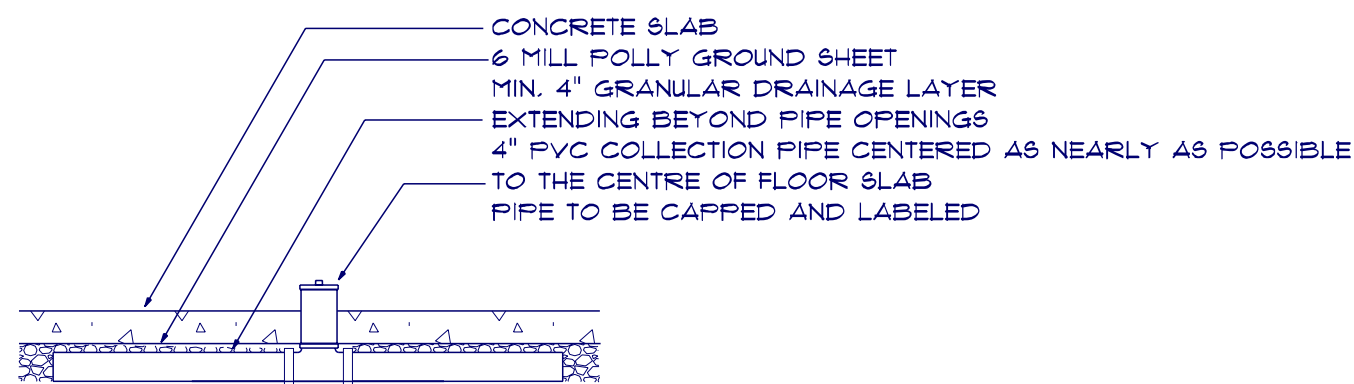 CONCRETE SLAB
6 MILL POLLY GROUND SHEET
MIN. 4" GRANULAR DRAINAGE LAYER
EXTENDING BEYOND PIPE OPENINGS
4" PVC COLLECTION PIPE CENTERED AS NEARLY AS POSSIBLE
TO THE CENTRE OF FLOOR SLAB
PIPE TO BE CAPPED AND LABELED